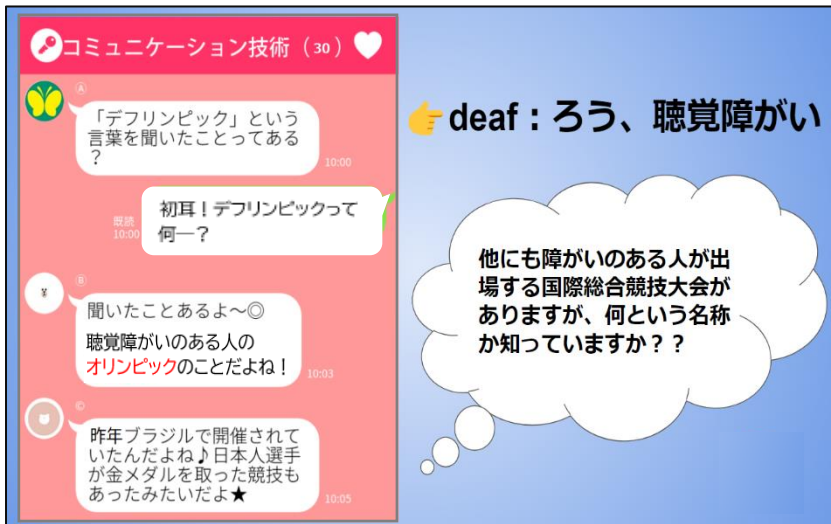 コミュニケーション技術（30）
Ⓐ
「デフリンピック」という
言葉を聞いたことってある
？
10:00
初耳！デフリンピックって
何―？
既読
10:00
Ⓑ
聞いたことあるよ～◎
聴覚障がいのある人の
オリンピックのことだよね！
10:03
©
昨年ブラジルで開催されて
いたんだよね♪日本人選手
が金メダルを取った競技も
あったみたいだよ★
10:05
deaf：ろう、聴覚障がい
他にも障がいのある人が出
場する国際総合競技大会が
ありますが、何という名称
か知っていますか？？